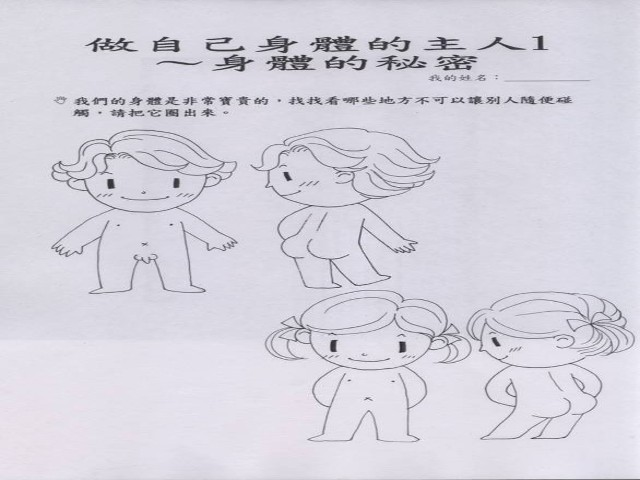 做自己身體的主人1
～身體的秘密
我的姓名：
我們的身體是非常寶貴的，找找看哪些地方不可以讓別人隨便碰
觸，請把它圈出來。